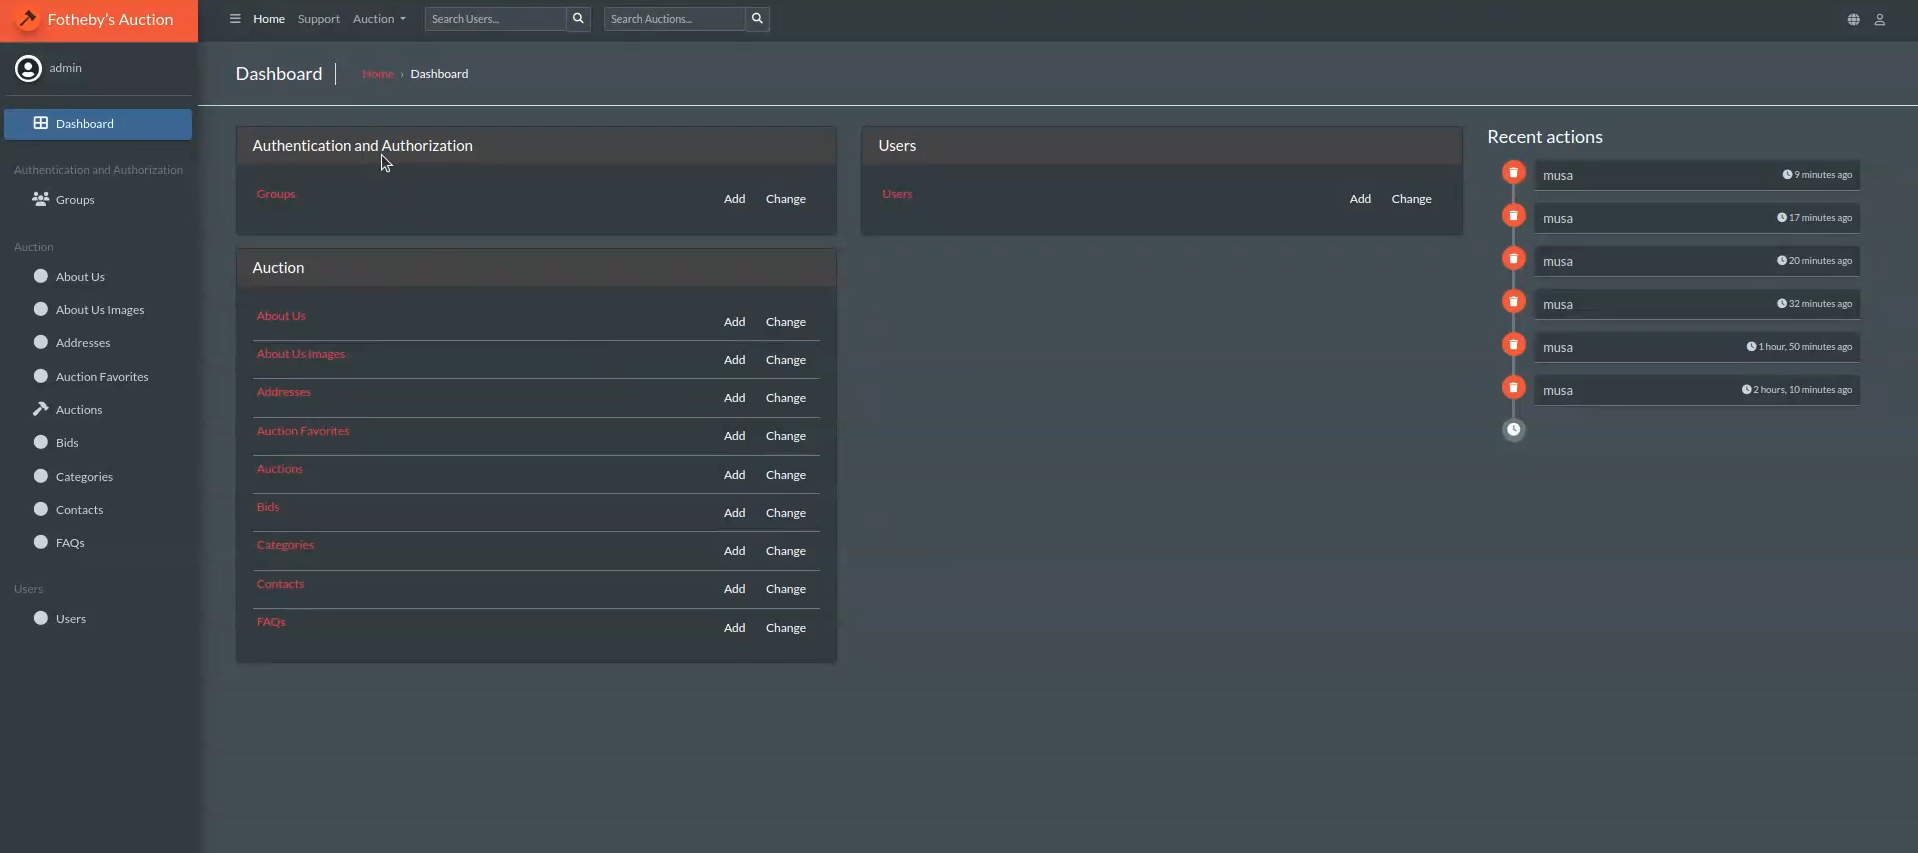 Fotheby's Auction
Home Support Auction Search Users... Search Auctions...
admin
Dashboard
Authentication and Authorization
Groups
Auction
About Us
About Us Images
Addresses
Auction Favorites
Auctions
Bids
Categories
Contacts
FAQs
Users
Users
Dashboard Home › Dashboard
Authentication and Authorization
Groups Add Change
Auction
About Us Add Change
About Us Images Add Change
Addresses Add Change
Auction Favorites Add Change
Auctions Add Change
Bids Add Change
Categories Add Change
Contacts Add Change
FAQs Add Change
Users
Users Add Change
Recent actions
musa 9 minutes ago
musa 17 minutes ago
musa 20 minutes ago
musa 32 minutes ago
musa 1 hour, 50 minutes ago
musa 2 hours, 10 minutes ago